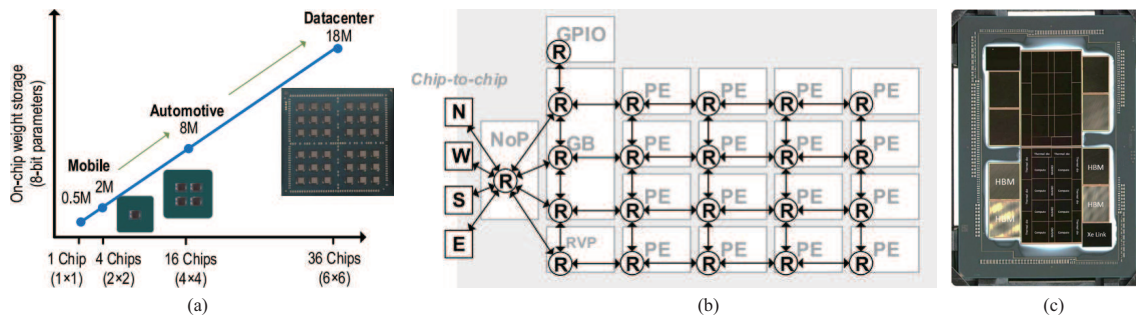 Datacenter
18M
Automotive
8M
Mobile
2M
0.5M
On-chip weight storage
(8-bit parameters)
1 Chip
(1×1)
4 Chips
(2×2)
16 Chips
(4×4)
36 Chips
(6×6)
(a)
GPIO
R
Chip-to-chip
PE PE PE PE
N
R R R R R
W
NoP
GB PE PE PE PE
R
R R R R R
S
PE PE PE PE
R R R R R
E
RVP PE PE PE PE
R R R R R
(b)
HBM
HBM
HBM
HBM
Xe Link
(c)